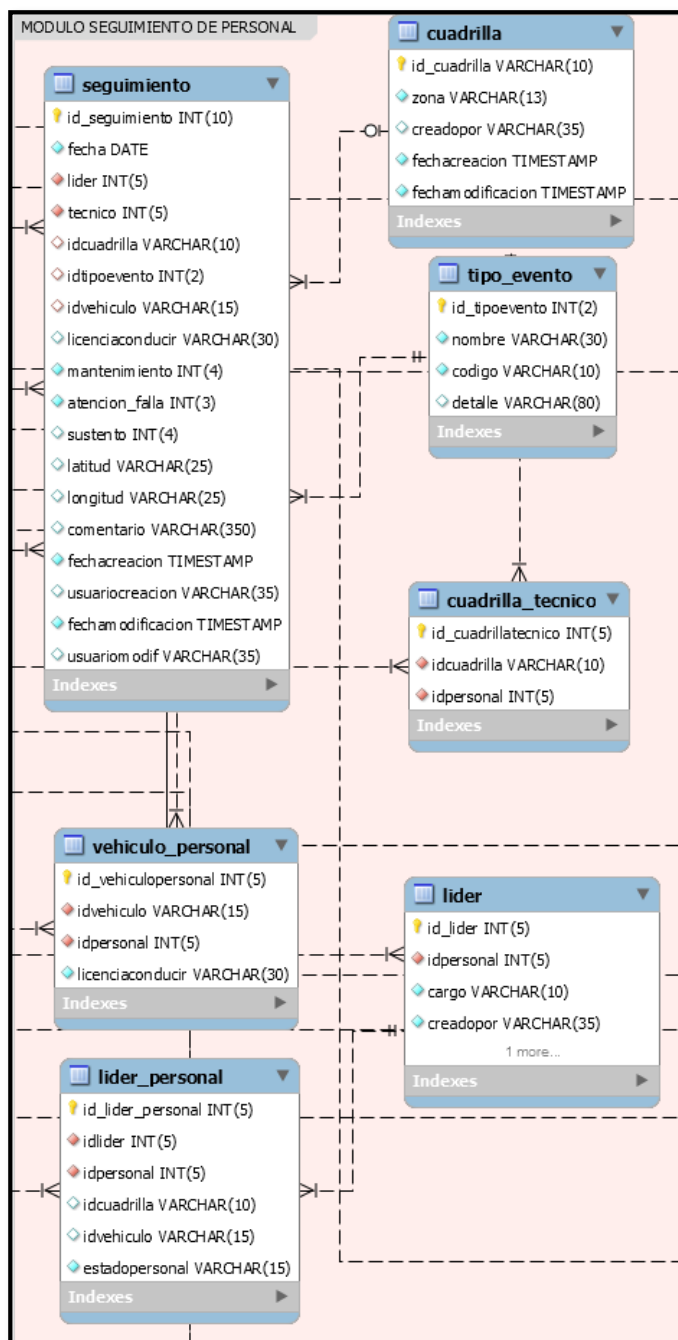 MODULO SEGUIMIENTO DE PERSONAL
seguimiento
id_seguimiento INT(10)
fecha DATE
lider INT(5)
tecnico INT(5)
idcuadrilla VARCHAR(10)
idtipoevento INT(2)
idvehiculo VARCHAR(15)
licenciaconducir VARCHAR(30)
mantenimiento INT(4)
atencion_falla INT(3)
sustento INT(4)
latitud VARCHAR(25)
longitud VARCHAR(25)
comentario VARCHAR(350)
fechacreacion TIMESTAMP
usuariocreacion VARCHAR(35)
fechamodificacion TIMESTAMP
usuariomodif VARCHAR(35)
Indexes
cuadrilla
id_cuadrilla VARCHAR(10)
zona VARCHAR(13)
creadopor VARCHAR(35)
fechacreacion TIMESTAMP
fechamodificacion TIMESTAMP
Indexes
tipo_evento
id_tipoevento INT(2)
nombre VARCHAR(30)
codigo VARCHAR(10)
detalle VARCHAR(80)
Indexes
cuadrilla_tecnico
id_cuadrillatecnico INT(5)
idcuadrilla VARCHAR(10)
idpersonal INT(5)
Indexes
vehiculo_personal
id_vehiculopersonal INT(5)
idvehiculo VARCHAR(15)
idpersonal INT(5)
licenciaconducir VARCHAR(30)
Indexes
lider
id_lider INT(5)
idpersonal INT(5)
cargo VARCHAR(10)
creadopor VARCHAR(35)
1 more...
Indexes
lider_personal
id_lider_personal INT(5)
idlider INT(5)
idpersonal INT(5)
idcuadrilla VARCHAR(10)
idvehiculo VARCHAR(15)
estadopersonal VARCHAR(15)
Indexes